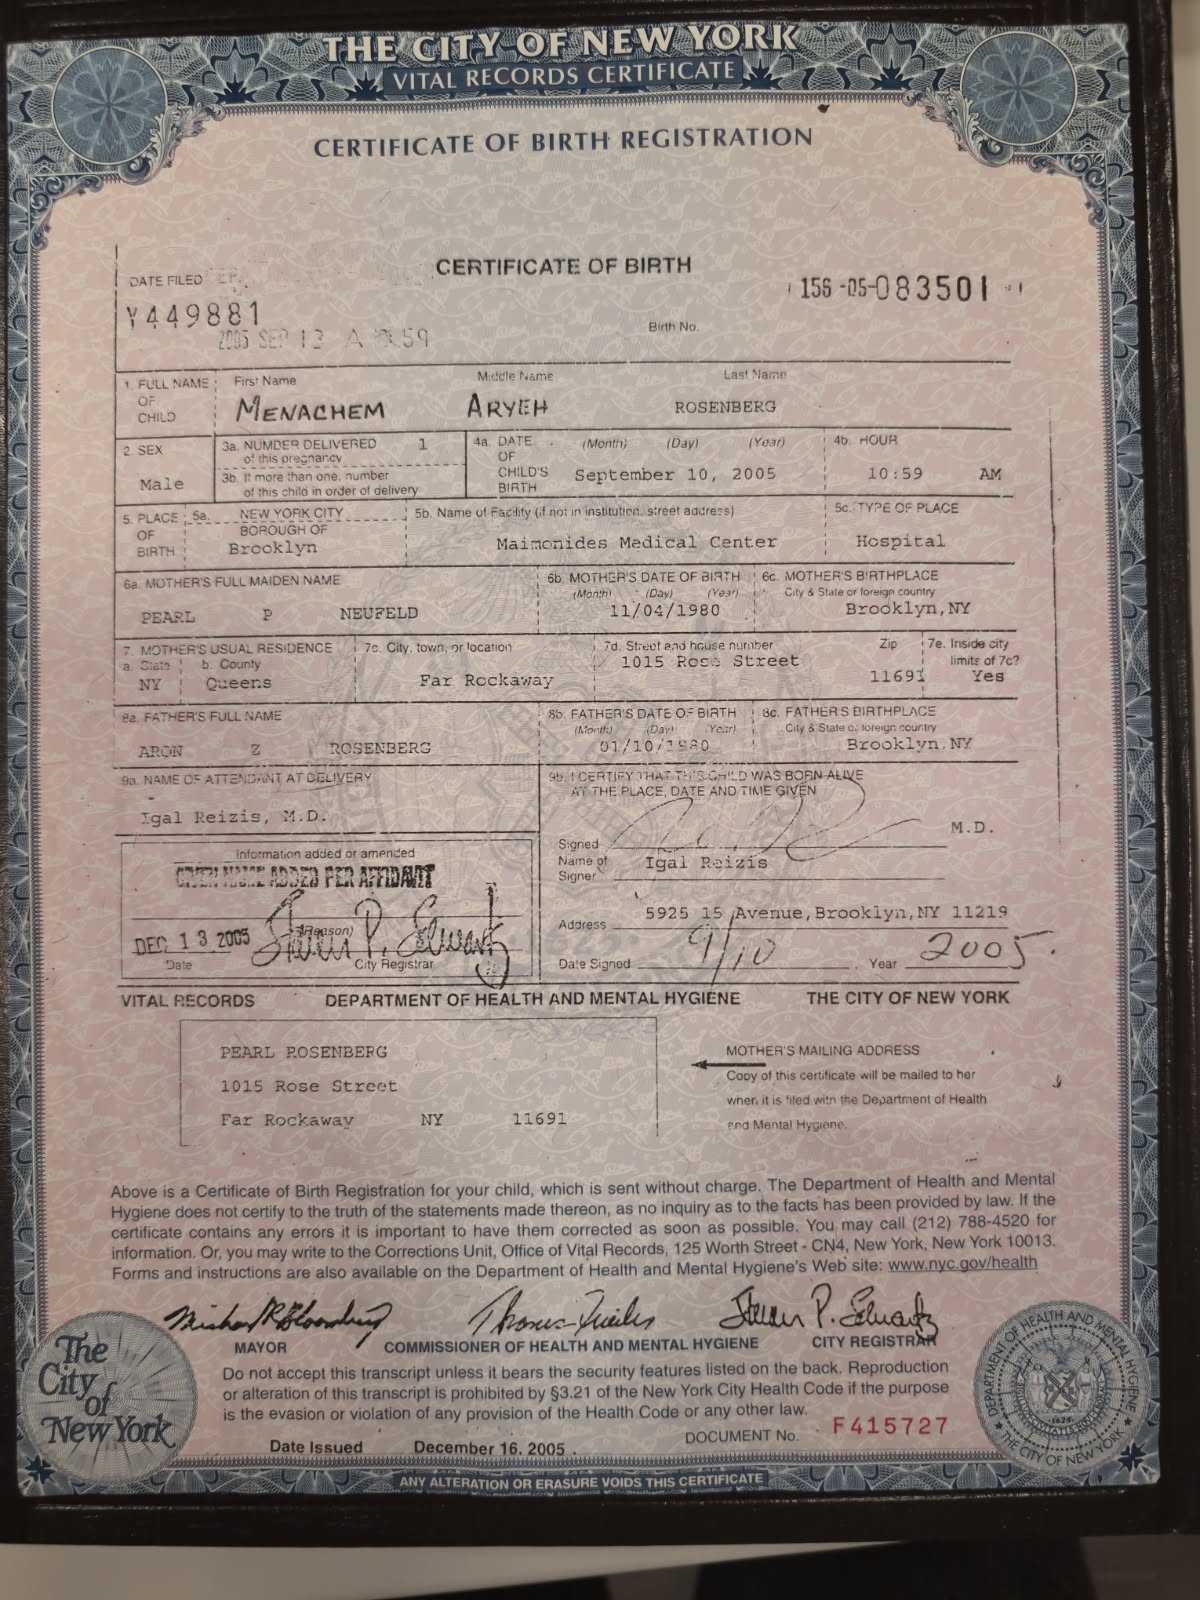 THE CITY OF NEW YORK
VITAL RECORDS CERTIFICATE
CERTIFICATE OF BIRTH REGISTRATION
CERTIFICATE OF BIRTH
DATE FILED
Y449881
2005 SEP 13 A 59
156-05-083501
Birth No.
1. FULL NAME OF CHILD First Name Middle Name Last Name
MENACHEM ARYEH ROSENBERG
2. SEX
Male
3a. NUMBER DELIVERED of this pregnancy 1
3b. If more than one, number of this child in order of delivery
4a. DATE OF CHILD'S BIRTH (Month) (Day) (Year)
September 10, 2005
4b. HOUR
10:59 AM
5. PLACE OF BIRTH
5a. NEW YORK CITY BOROUGH OF
Brooklyn
5b. Name of Facility (if not in institution, street address)
Maimonides Medical Center
5c. TYPE OF PLACE
Hospital
6a. MOTHER'S FULL MAIDEN NAME
PEARL P NEUFELD
6b. MOTHER'S DATE OF BIRTH
(Month) (Day) (Year)
11/04/1980
6c. MOTHER'S BIRTHPLACE
City & State or foreign country
Brooklyn, NY
7. MOTHER'S USUAL RESIDENCE
a. State b. County
NY Queens
7c. City, town, or location
Far Rockaway
7d. Street and house number Zip
1015 Rose Street 11691
7e. Inside city limits of 7c?
Yes
8a. FATHER'S FULL NAME
ARON Z ROSENBERG
8b. FATHER'S DATE OF BIRTH
(Month) (Day) (Year)
01/10/1980
8c. FATHER'S BIRTHPLACE
City & State or foreign country
Brooklyn, NY
9a. NAME OF ATTENDANT AT DELIVERY
Igal Reizis, M.D.
9b. I CERTIFY THAT THIS CHILD WAS BORN ALIVE
AT THE PLACE, DATE AND TIME GIVEN
Signed M.D.
Name of Signer Igal Reizis
Address 5925 15 Avenue, Brooklyn, NY 11219
Date Signed 9/10 Year 2005
Information added or amended
GIVEN NAME ADDED PER AFFIDAVIT
(Reason)
DEC 13 2005 Steven P. Schwartz
Date City Registrar
VITAL RECORDS DEPARTMENT OF HEALTH AND MENTAL HYGIENE THE CITY OF NEW YORK
PEARL ROSENBERG
1015 Rose Street
Far Rockaway NY 11691
MOTHER'S MAILING ADDRESS
Copy of this certificate will be mailed to her
when it is filed with the Department of Health
and Mental Hygiene.
Above is a Certificate of Birth Registration for your child, which is sent without charge. The Department of Health and Mental
Hygiene does not certify to the truth of the statements made thereon, as no inquiry as to the facts has been provided by law. If the
certificate contains any errors it is important to have them corrected as soon as possible. You may call (212) 788-4520 for
information. Or, you may write to the Corrections Unit, Office of Vital Records, 125 Worth Street - CN4, New York, New York 10013.
Forms and instructions are also available on the Department of Health and Mental Hygiene's Web site: www.nyc.gov/health
Michael R Bloomberg Thomas Frieden Steven P. Schwartz
MAYOR COMMISSIONER OF HEALTH AND MENTAL HYGIENE CITY REGISTRAR
Do not accept this transcript unless it bears the security features listed on the back. Reproduction
or alteration of this transcript is prohibited by §3.21 of the New York City Health Code if the purpose
is the evasion or violation of any provision of the Health Code or any other law.
DOCUMENT No. F415727
Date Issued December 16, 2005
The City of New York
DEPARTMENT OF HEALTH AND MENTAL HYGIENE
THE CITY OF NEW YORK
ANY ALTERATION OR ERASURE VOIDS THIS CERTIFICATE